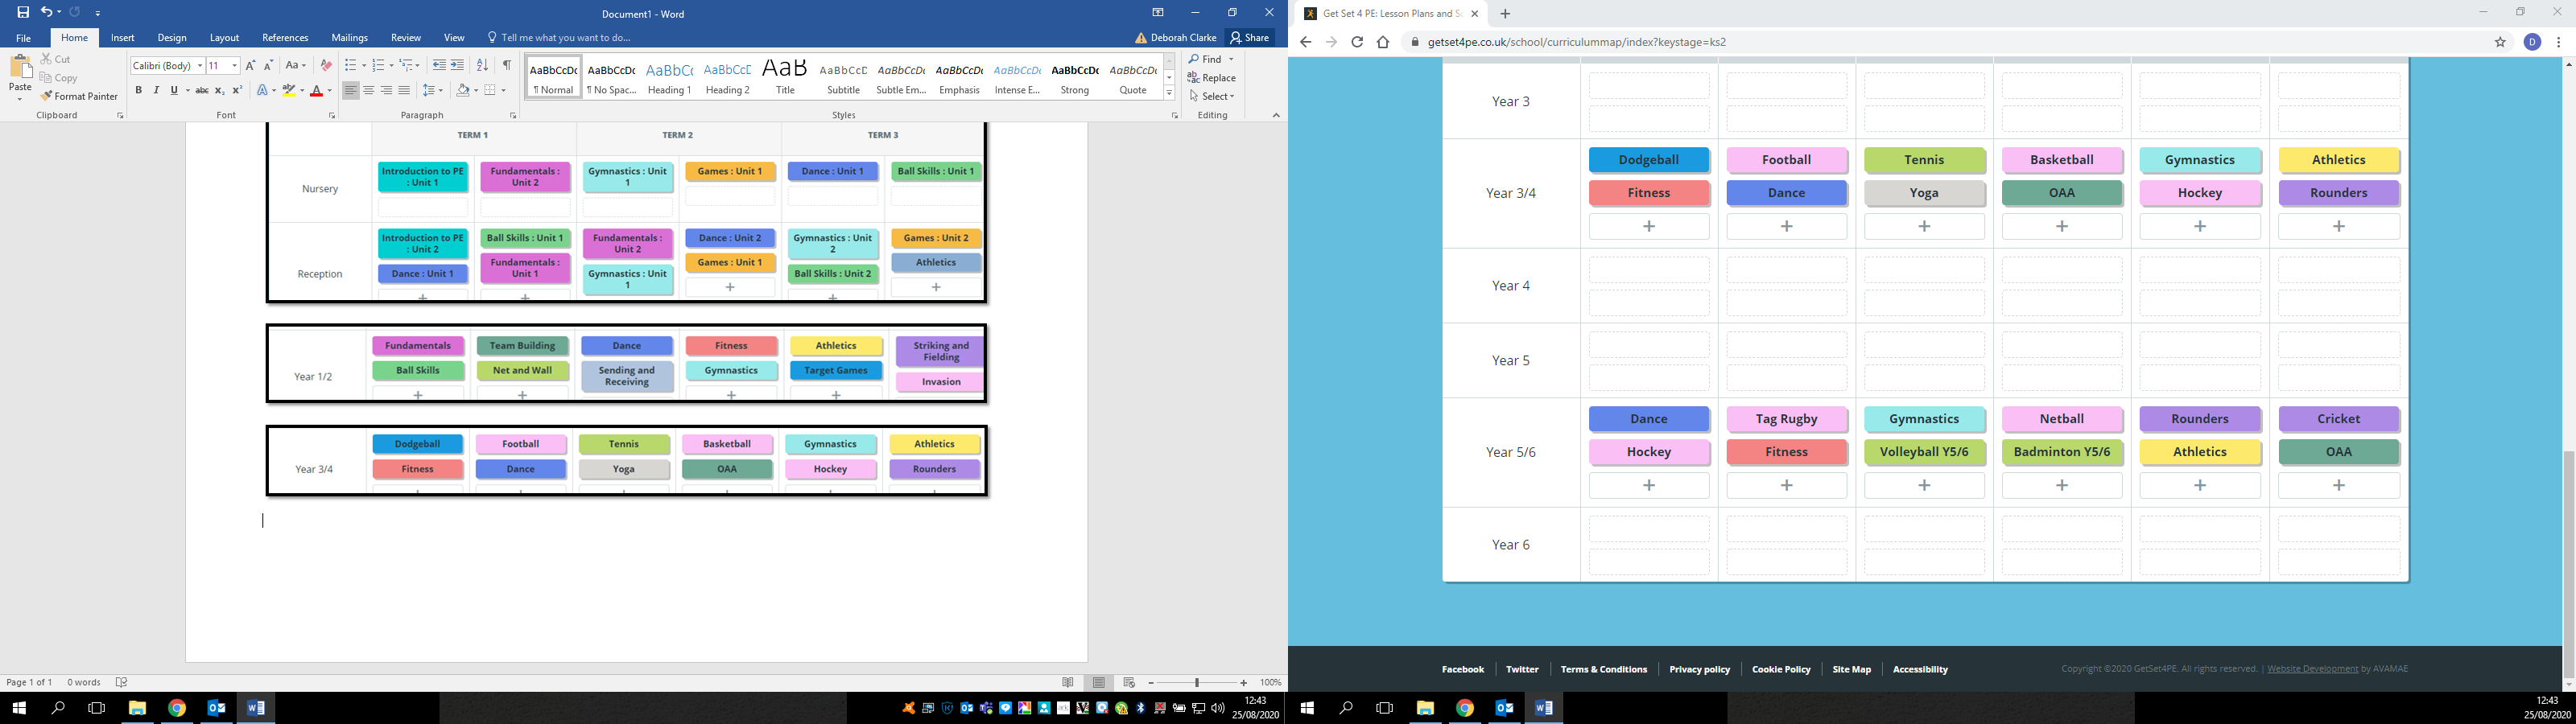 Document1 - Word
File Home Insert Design Layout References Mailings Review View Tell me what you want to do... Deborah Clarke Share
Cut
Copy
Format Painter
Paste
Calibri (Body) 11
AaBbCcDc AaBbCcDc AaBbCc AaBbCcD AaB AaBbCcD AaBbCcDc AaBbCcDc AaBbCcDc AaBbCcDc AaBbCcDc
¶ Normal ¶ No Spac... Heading 1 Heading 2 Title Subtitle Subtle Em... Emphasis Intense E... Strong Quote
Find
Replace
Select
Clipboard Font Paragraph Styles Editing
TERM 1 TERM 2 TERM 3
Nursery
Introduction to PE : Unit 1
Fundamentals : Unit 2
Gymnastics : Unit 1
Games : Unit 1
Dance : Unit 1
Ball Skills : Unit 1
Reception
Introduction to PE : Unit 2
Dance : Unit 1
Ball Skills : Unit 1
Fundamentals : Unit 1
Fundamentals : Unit 2
Gymnastics : Unit 1
Dance : Unit 2
Games : Unit 1
Gymnastics : Unit 2
Ball Skills : Unit 2
Games : Unit 2
Athletics
Year 1/2
Fundamentals Team Building Dance Fitness Athletics Striking and Fielding
Ball Skills Net and Wall Sending and Receiving Gymnastics Target Games Invasion
Year 3/4
Dodgeball Football Tennis Basketball Gymnastics Athletics
Fitness Dance Yoga OAA Hockey Rounders
Page 1 of 1 0 words 100%
12:43
25/08/2020
Get Set 4 PE: Lesson Plans and Sc
getset4pe.co.uk/school/curriculummap/index?keystage=ks2
D
Year 3
Year 3/4
Dodgeball Football Tennis Basketball Gymnastics Athletics
Fitness Dance Yoga OAA Hockey Rounders
+ + + + + +
Year 4
Year 5
Year 5/6
Dance Tag Rugby Gymnastics Netball Rounders Cricket
Hockey Fitness Volleyball Y5/6 Badminton Y5/6 Athletics OAA
+ + + + + +
Year 6
Facebook Twitter Terms & Conditions Privacy policy Cookie Policy Site Map Accessibility
Copyright ©2020 GetSet4PE. All rights reserved. | Website Development by AVAMAE
12:43
25/08/2020